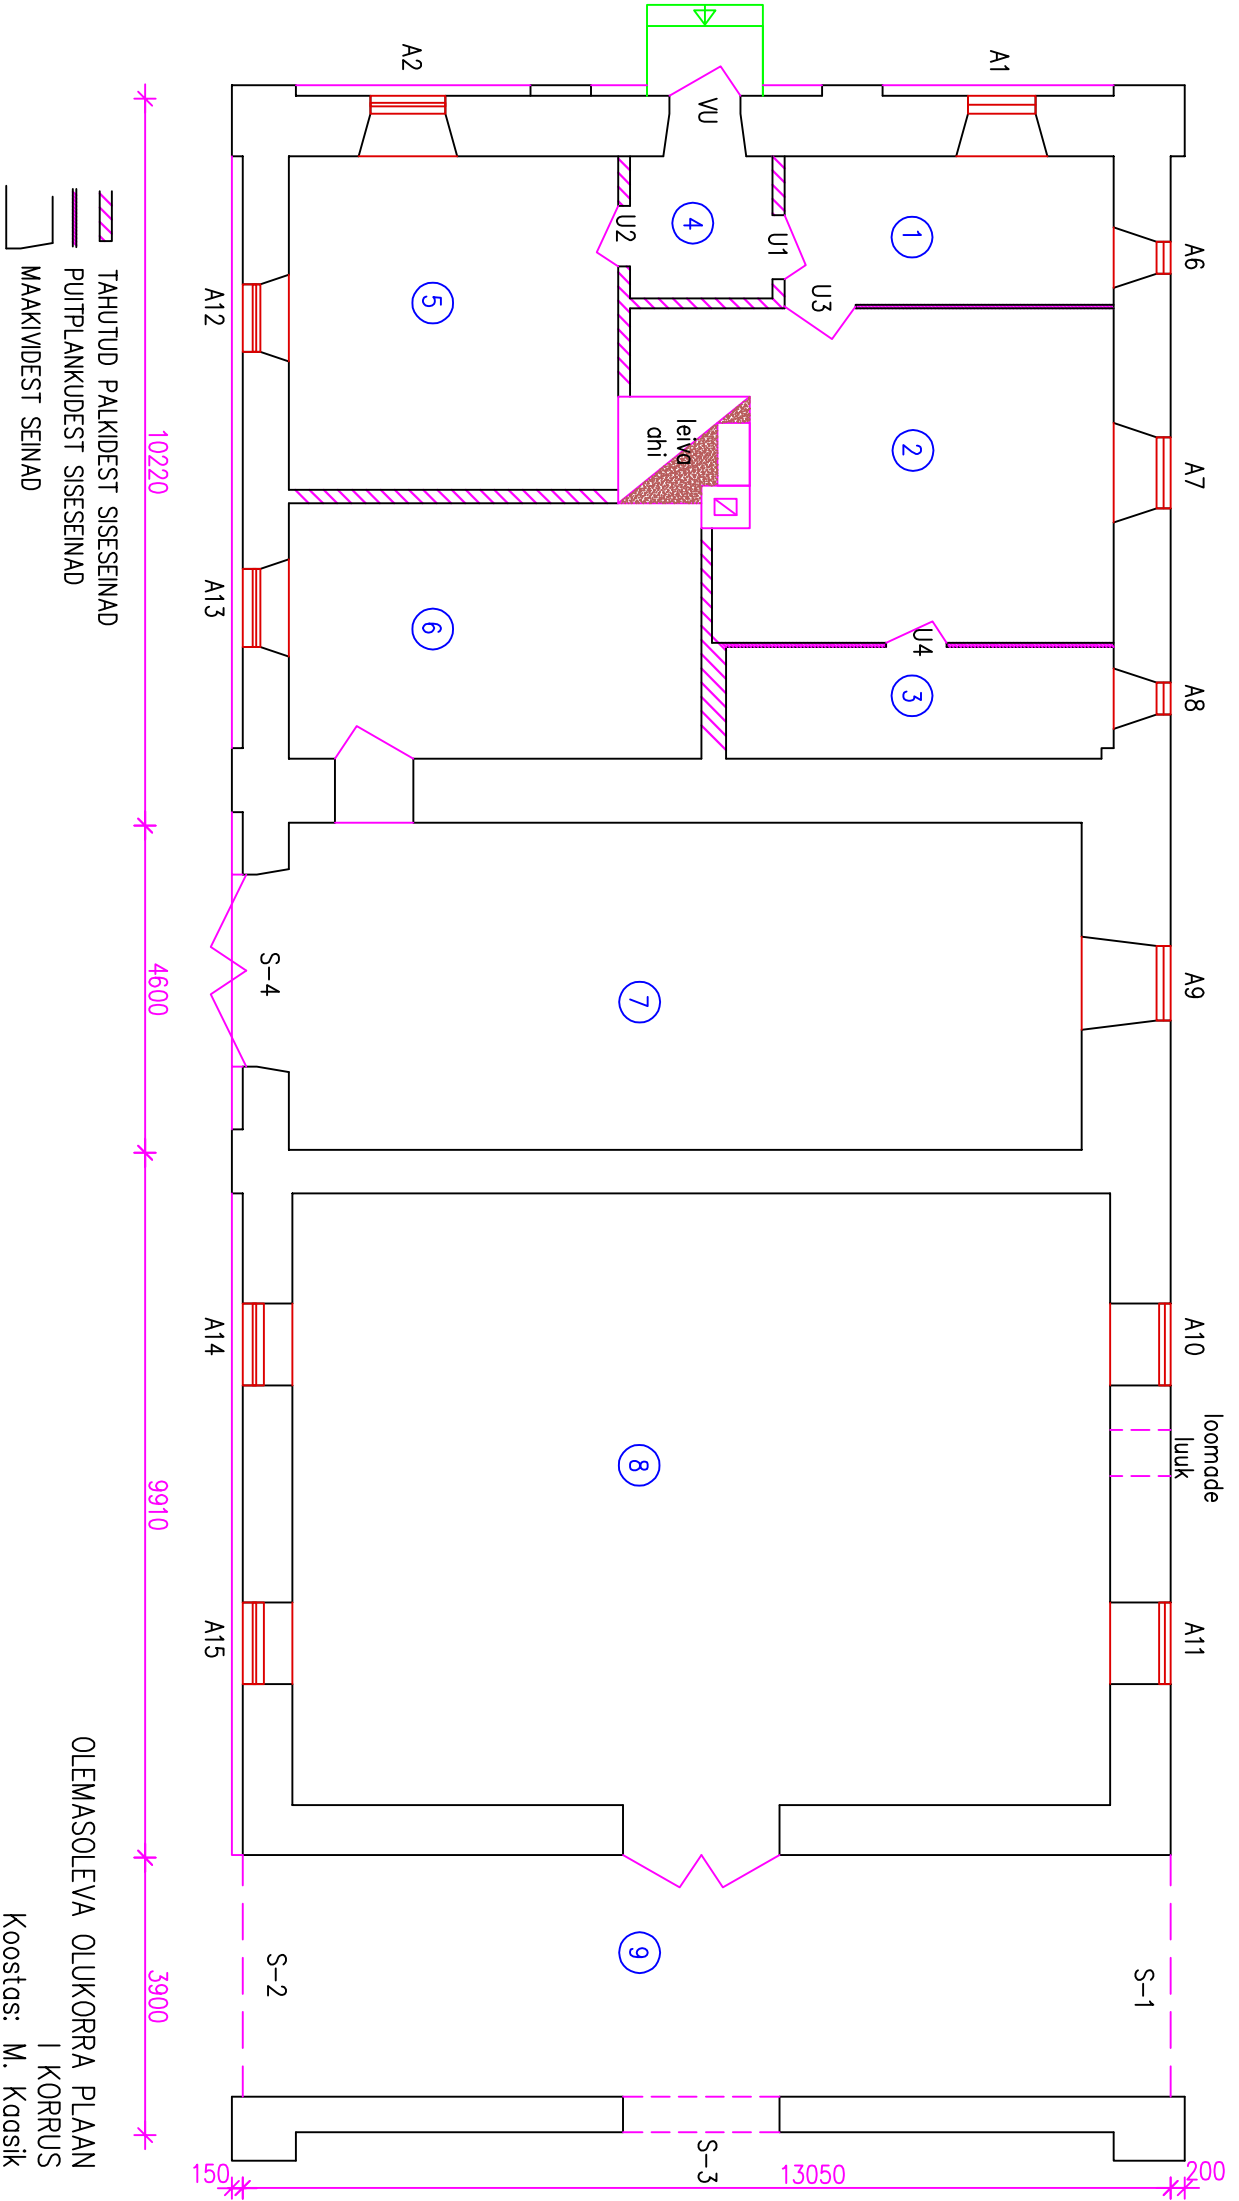 A6
A7
A8
A9
A10
loomade
luuk
A11
A1
VU
A2
1
2
3
4
5
6
7
8
9
U1
U2
U3
U4
leiva
ahi
S-4
S-1
S-2
S-3
A12
A13
A14
A15
10220
4600
9910
3900
150
13050
200
TAHUTUD PALKIDEST SISESEINAD
PUITPLANKUDEST SISESEINAD
MAAKIVIDEST SEINAD
OLEMASOLEVA OLUKORRA PLAAN
I KORRUS
Koostas: M. Kaasik